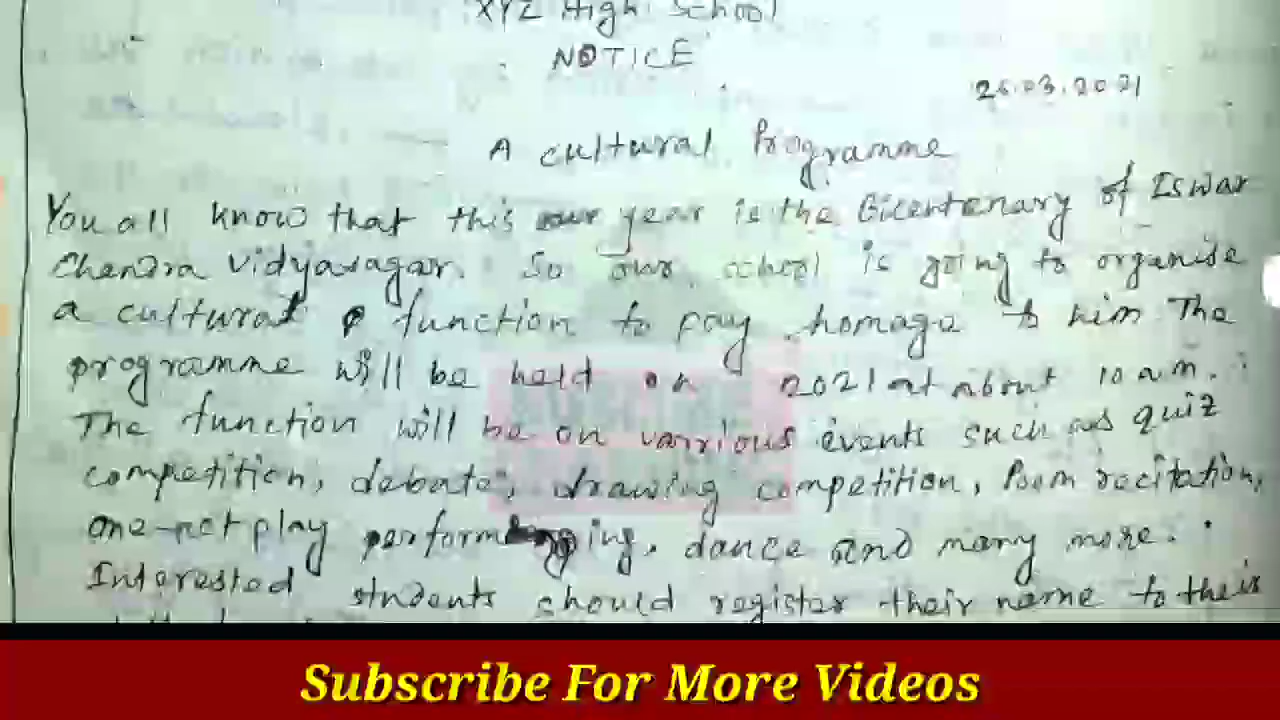 XYZ High School
NOTICE
26.03.2021
A cultural Programme
You all know that this year is the Bicentenary of Iswar
Chandra Vidyasagar. So our school is going to organise
a cultural function to pay homage to him The
programme will be held on 2021 at about 10 a.m.
The function will be on varrious events such as quiz
competition, debate, drawing competition, Poem recitation,
one-act play performing, dance and many more.
Interested students should register their name to their
Subscribe For More Videos